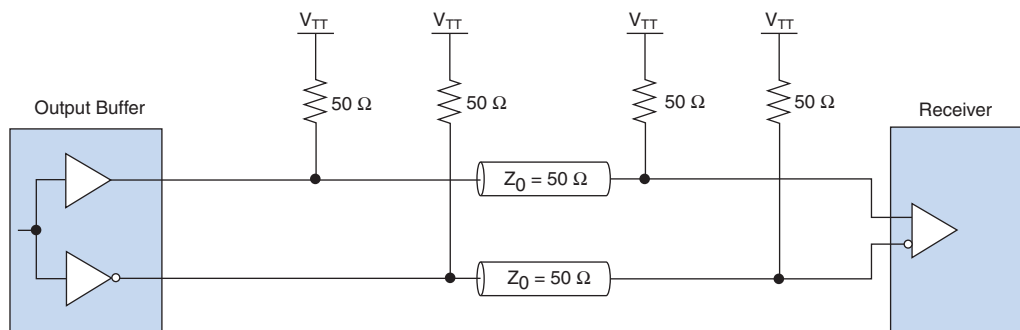 V_TT V_TT V_TT V_TT
50 Ω 50 Ω 50 Ω 50 Ω
Output Buffer Receiver
Z_0 = 50 Ω
Z_0 = 50 Ω